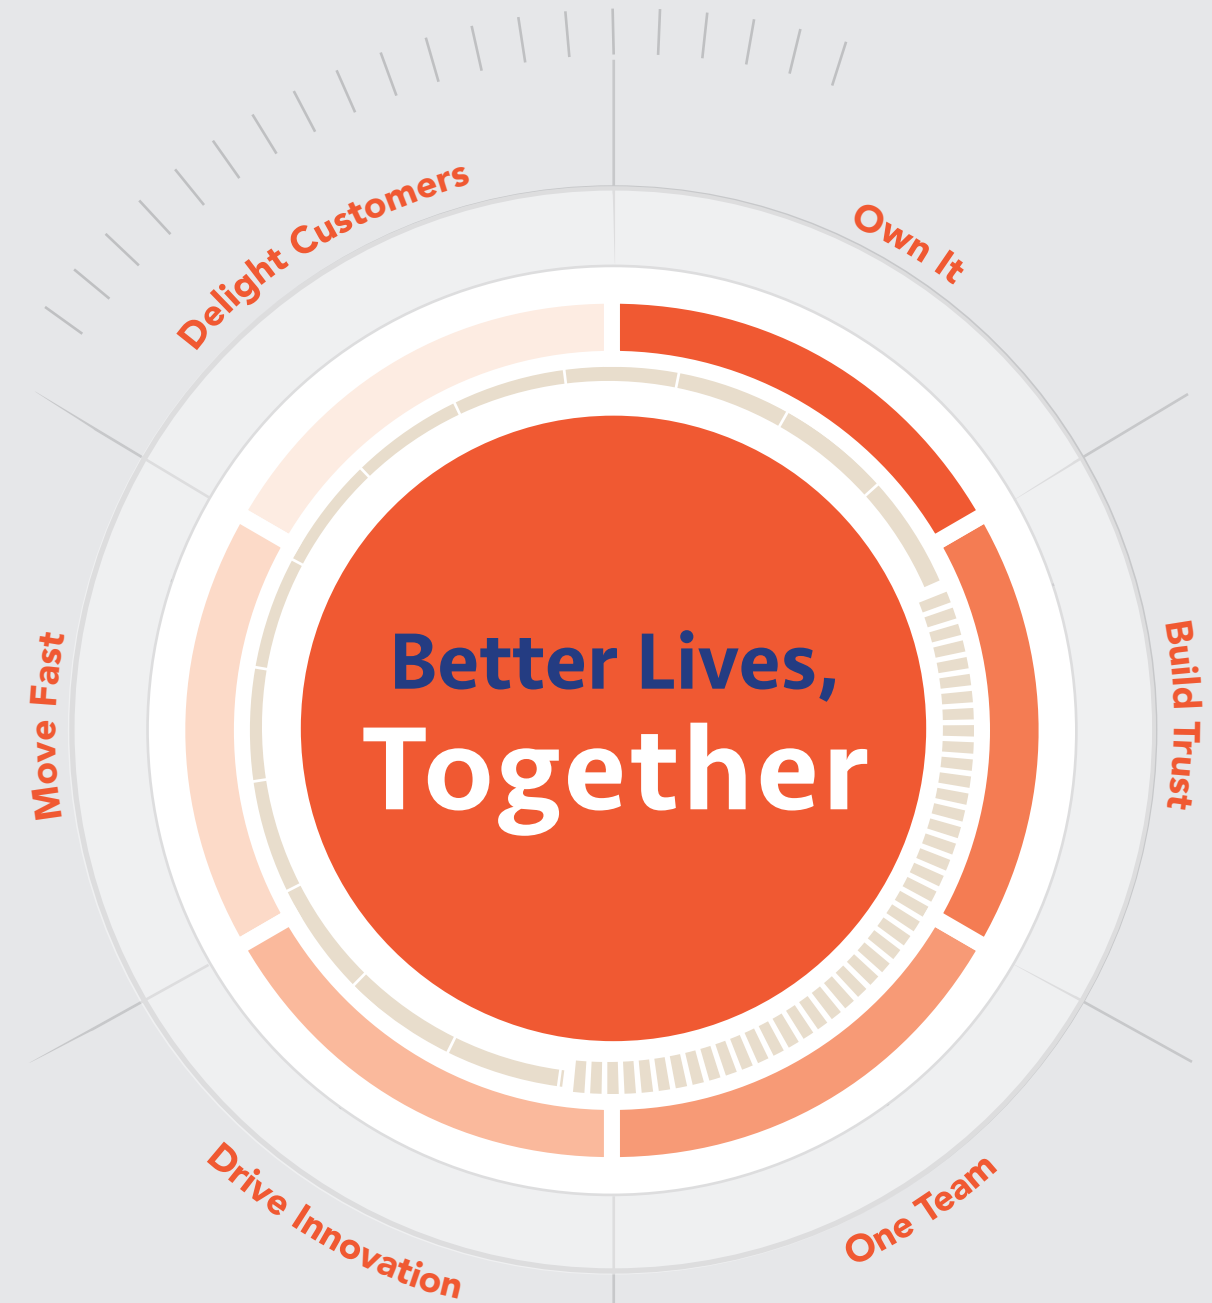 Delight Customers
Own It
Build Trust
One Team
Drive Innovation
Move Fast
Better Lives,
Together